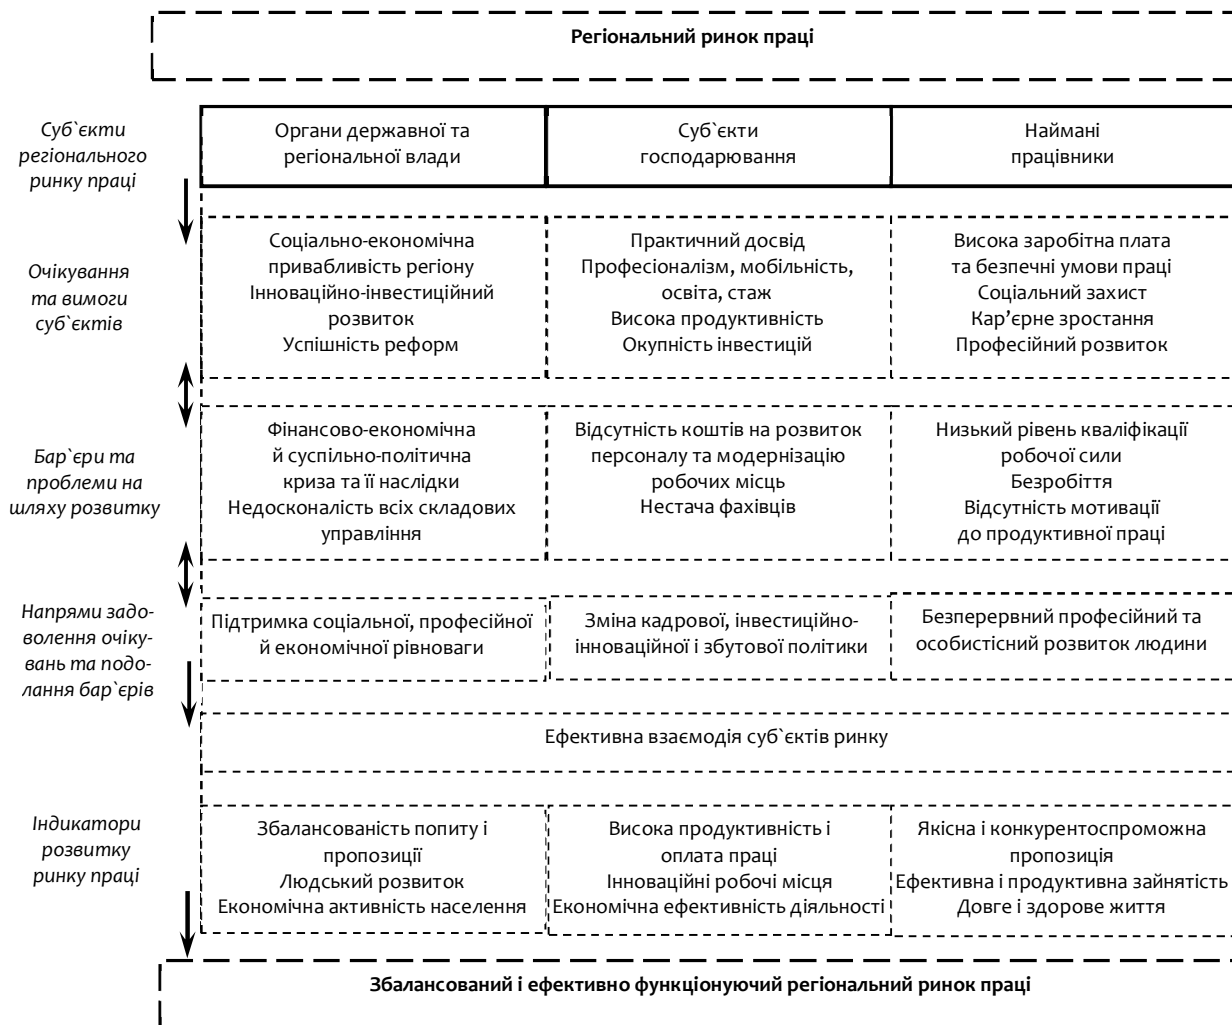 Регіональний ринок праці
Суб`єкти
регіонального
ринку праці
Органи державної та
регіональної влади
Суб`єкти
господарювання
Наймані
працівники
Очікування
та вимоги
суб`єктів
Соціально-економічна
привабливість регіону
Інноваційно-інвестиційний
розвиток
Успішність реформ
Практичний досвід
Професіоналізм, мобільність,
освіта, стаж
Висока продуктивність
Окупність інвестицій
Висока заробітна плата
та безпечні умови праці
Соціальний захист
Кар’єрне зростання
Професійний розвиток
Бар`єри та
проблеми на
шляху розвитку
Фінансово-економічна
й суспільно-політична
криза та її наслідки
Недосконалість всіх складових
управління
Відсутність коштів на розвиток
персоналу та модернізацію
робочих місць
Нестача фахівців
Низький рівень кваліфікації
робочої сили
Безробіття
Відсутність мотивації
до продуктивної праці
Напрями задо-
волення очіку-
вань та подо-
лання бар`єрів
Підтримка соціальної, професійної
й економічної рівноваги
Зміна кадрової, інвестиційно-
інноваційної і збутової політики
Безперервний професійний та
особистісний розвиток людини
Ефективна взаємодія суб`єктів ринку
Індикатори
розвитку
ринку праці
Збалансованість попиту і
пропозиції
Людський розвиток
Економічна активність населення
Висока продуктивність і
оплата праці
Інноваційні робочі місця
Економічна ефективність діяльності
Якісна і конкурентоспроможна
пропозиція
Ефективна і продуктивна зайнятість
Довге і здорове життя
Збалансований і ефективно функціонуючий регіональний ринок праці